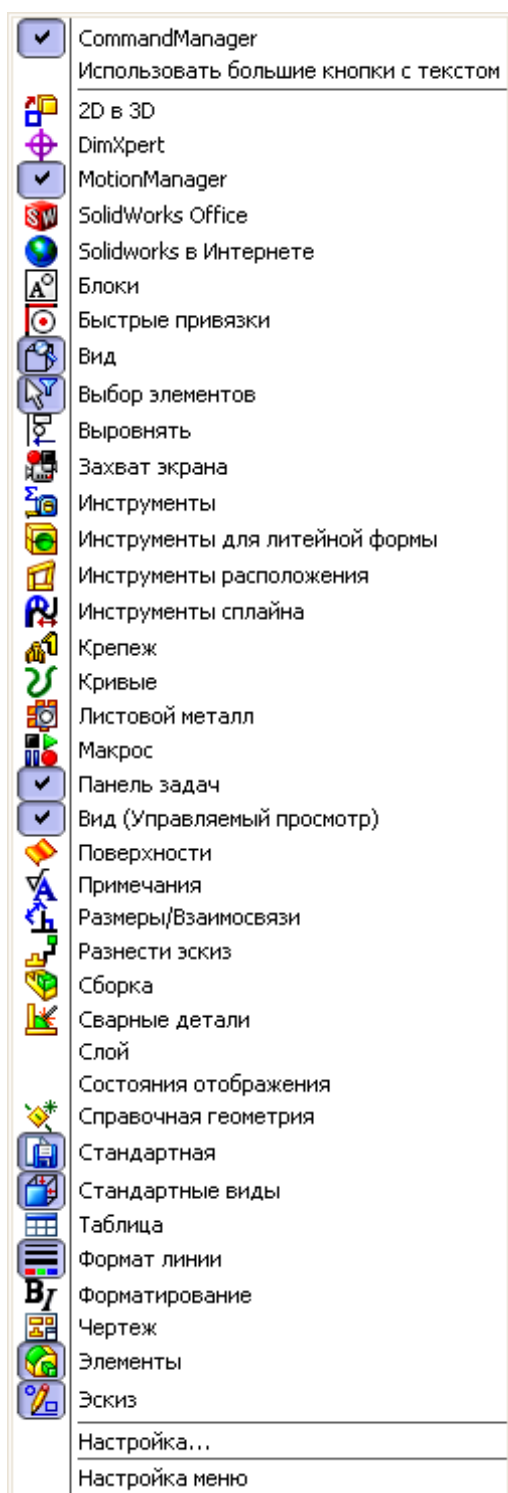 CommandManager
Использовать большие кнопки с текстом
2D в 3D
DimXpert
MotionManager
SolidWorks Office
Solidworks в Интернете
Блоки
Быстрые привязки
Вид
Выбор элементов
Выровнять
Захват экрана
Инструменты
Инструменты для литейной формы
Инструменты расположения
Инструменты сплайна
Крепеж
Кривые
Листовой металл
Макрос
Панель задач
Вид (Управляемый просмотр)
Поверхности
Примечания
Размеры/Взаимосвязи
Разнести эскиз
Сборка
Сварные детали
Слой
Состояния отображения
Справочная геометрия
Стандартная
Стандартные виды
Таблица
Формат линии
Форматирование
Чертеж
Элементы
Эскиз
Настройка...
Настройка меню